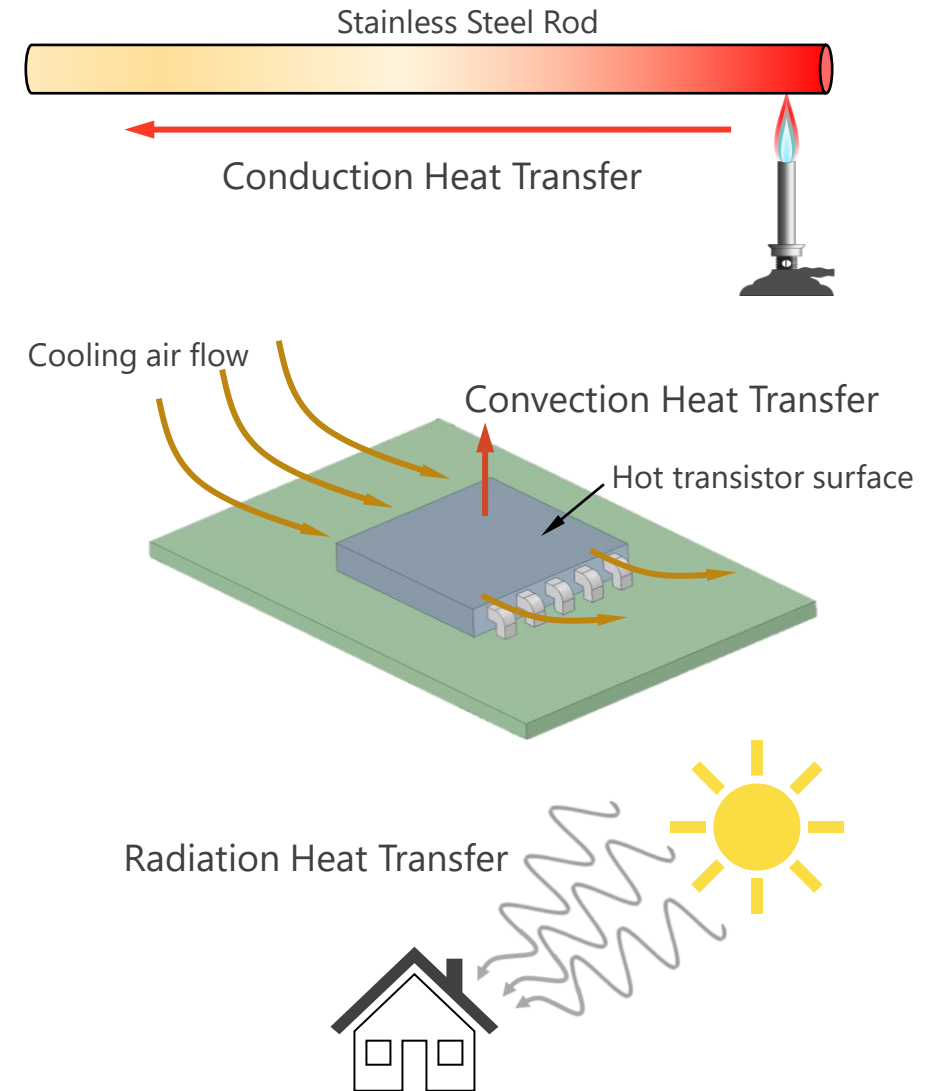 Stainless Steel Rod
Conduction Heat Transfer
Cooling air flow
Convection Heat Transfer
Hot transistor surface
Radiation Heat Transfer